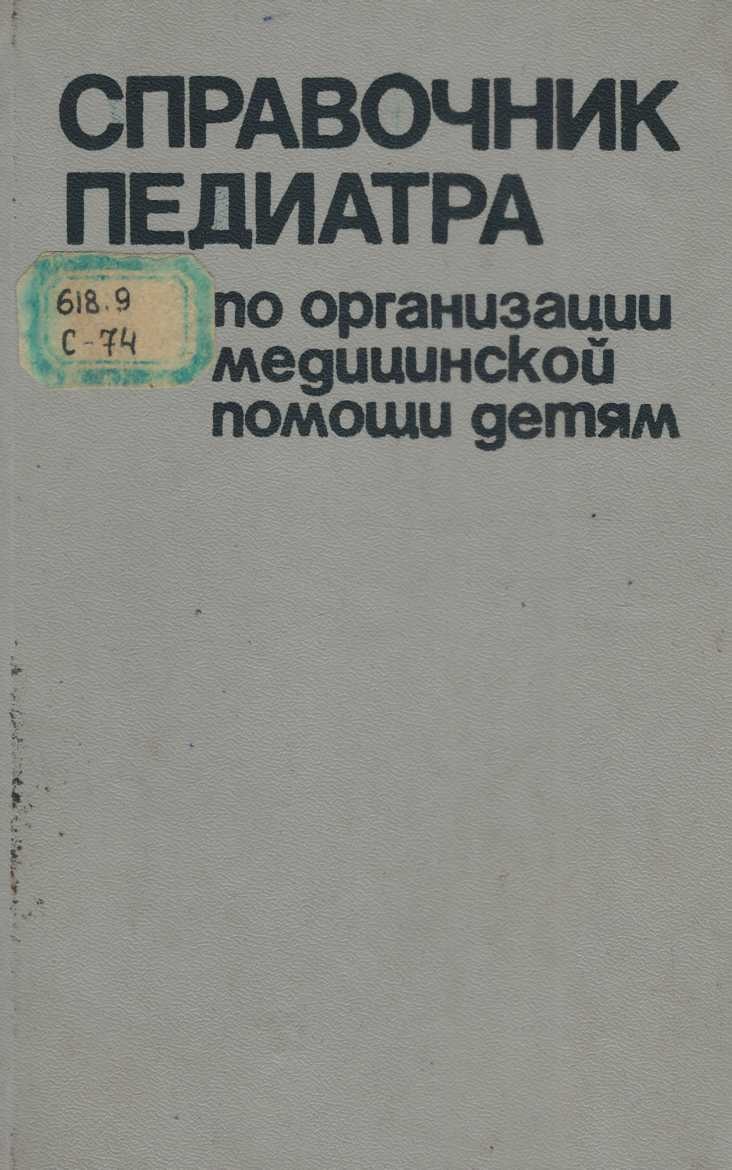 СПРАВОЧНИК
ПЕДИАТРА
618.9
С-74
по организации
медицинской
помощи детям